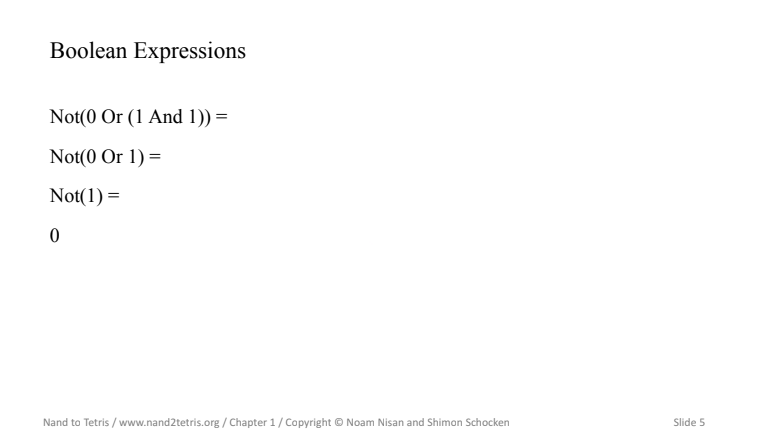 Boolean Expressions
Not(0 Or (1 And 1)) =
Not(0 Or 1) =
Not(1) =
0
Nand to Tetris / www.nand2tetris.org / Chapter 1 / Copyright © Noam Nisan and Shimon Schocken
Slide 5